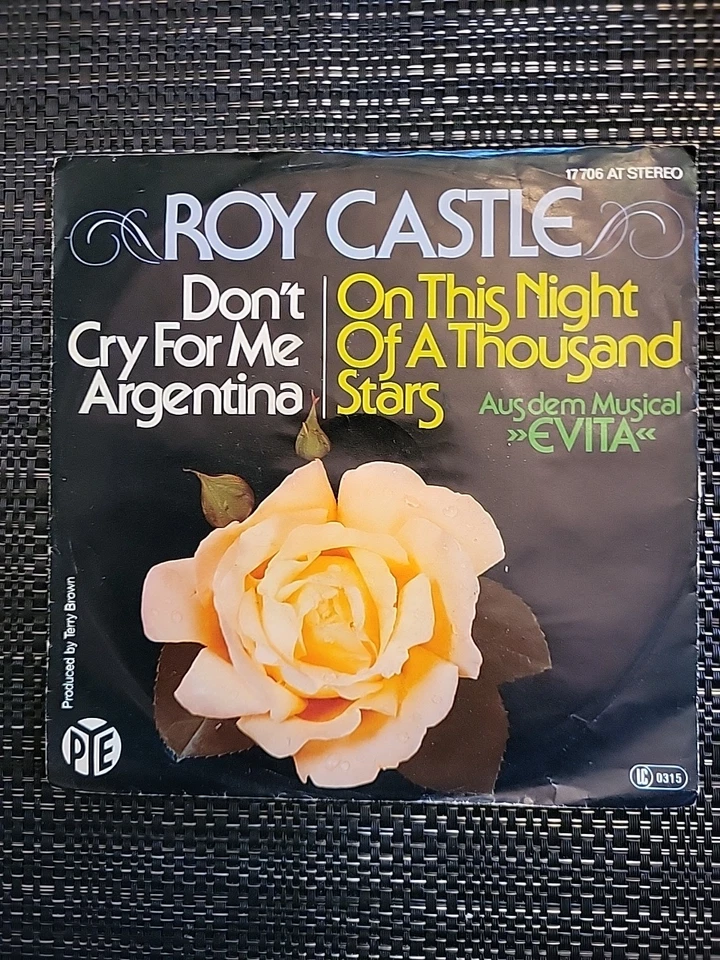 17 706 AT STEREO
ROY CASTLE
Don't
Cry For Me
Argentina
On This Night
Of A Thousand
Stars
Aus dem Musical
»EVITA«
Produced by Terry Brown
PYE
LC 0315